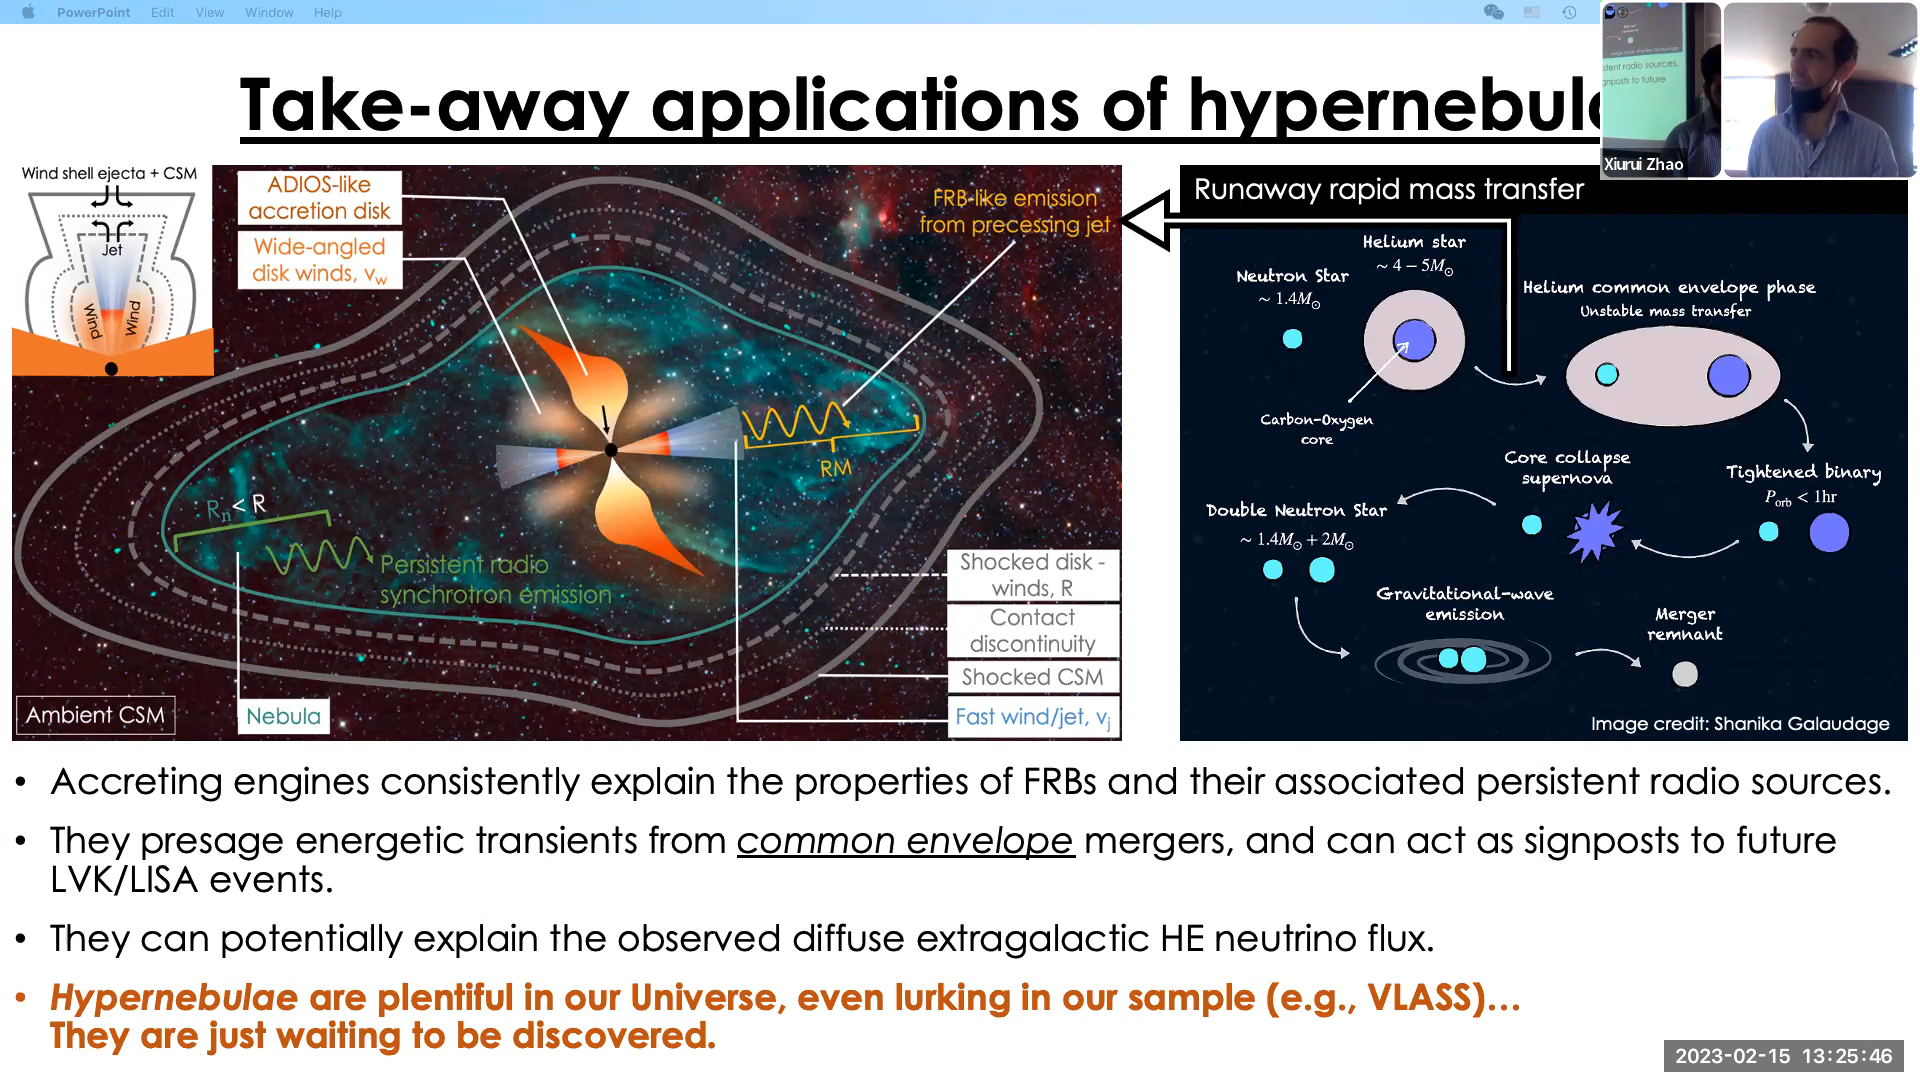 PowerPoint Edit View Window Help
Take-away applications of hypernebul
Xiurui Zhao
stent radio sources.
gnposts to future
Wind shell ejecta + CSM
Jet
Wind
Wind
ADIOS-like
accretion disk
Wide-angled
disk winds, v_w
FRB-like emission
from precessing jet
RM
R_n < R
Persistent radio
synchrotron emission
Shocked disk -
winds, R
Contact
discontinuity
Shocked CSM
Fast wind/jet, v_j
Ambient CSM
Nebula
Runaway rapid mass transfer
Helium star
~ 4 − 5M⊙
Neutron Star
~ 1.4M⊙
Carbon-Oxygen
core
Helium common envelope phase
Unstable mass transfer
Tightened binary
P_orb < 1hr
Core collapse
supernova
Double Neutron Star
~ 1.4M⊙ + 2M⊙
Gravitational-wave
emission
Merger
remnant
Image credit: Shanika Galaudage
• Accreting engines consistently explain the properties of FRBs and their associated persistent radio sources.
• They presage energetic transients from common envelope mergers, and can act as signposts to future
LVK/LISA events.
• They can potentially explain the observed diffuse extragalactic HE neutrino flux.
• Hypernebulae are plentiful in our Universe, even lurking in our sample (e.g., VLASS)...
They are just waiting to be discovered.
2023-02-15 13:25:46